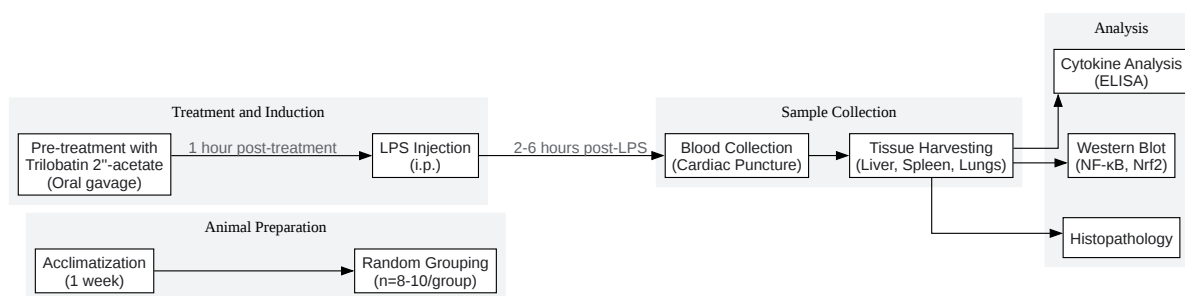 Treatment and Induction
Pre-treatment with
Trilobatin 2"-acetate
(Oral gavage)
1 hour post-treatment
LPS Injection
(i.p.)
2-6 hours post-LPS
Animal Preparation
Acclimatization
(1 week)
Random Grouping
(n=8-10/group)
Sample Collection
Blood Collection
(Cardiac Puncture)
Tissue Harvesting
(Liver, Spleen, Lungs)
Analysis
Cytokine Analysis
(ELISA)
Western Blot
(NF-κB, Nrf2)
Histopathology